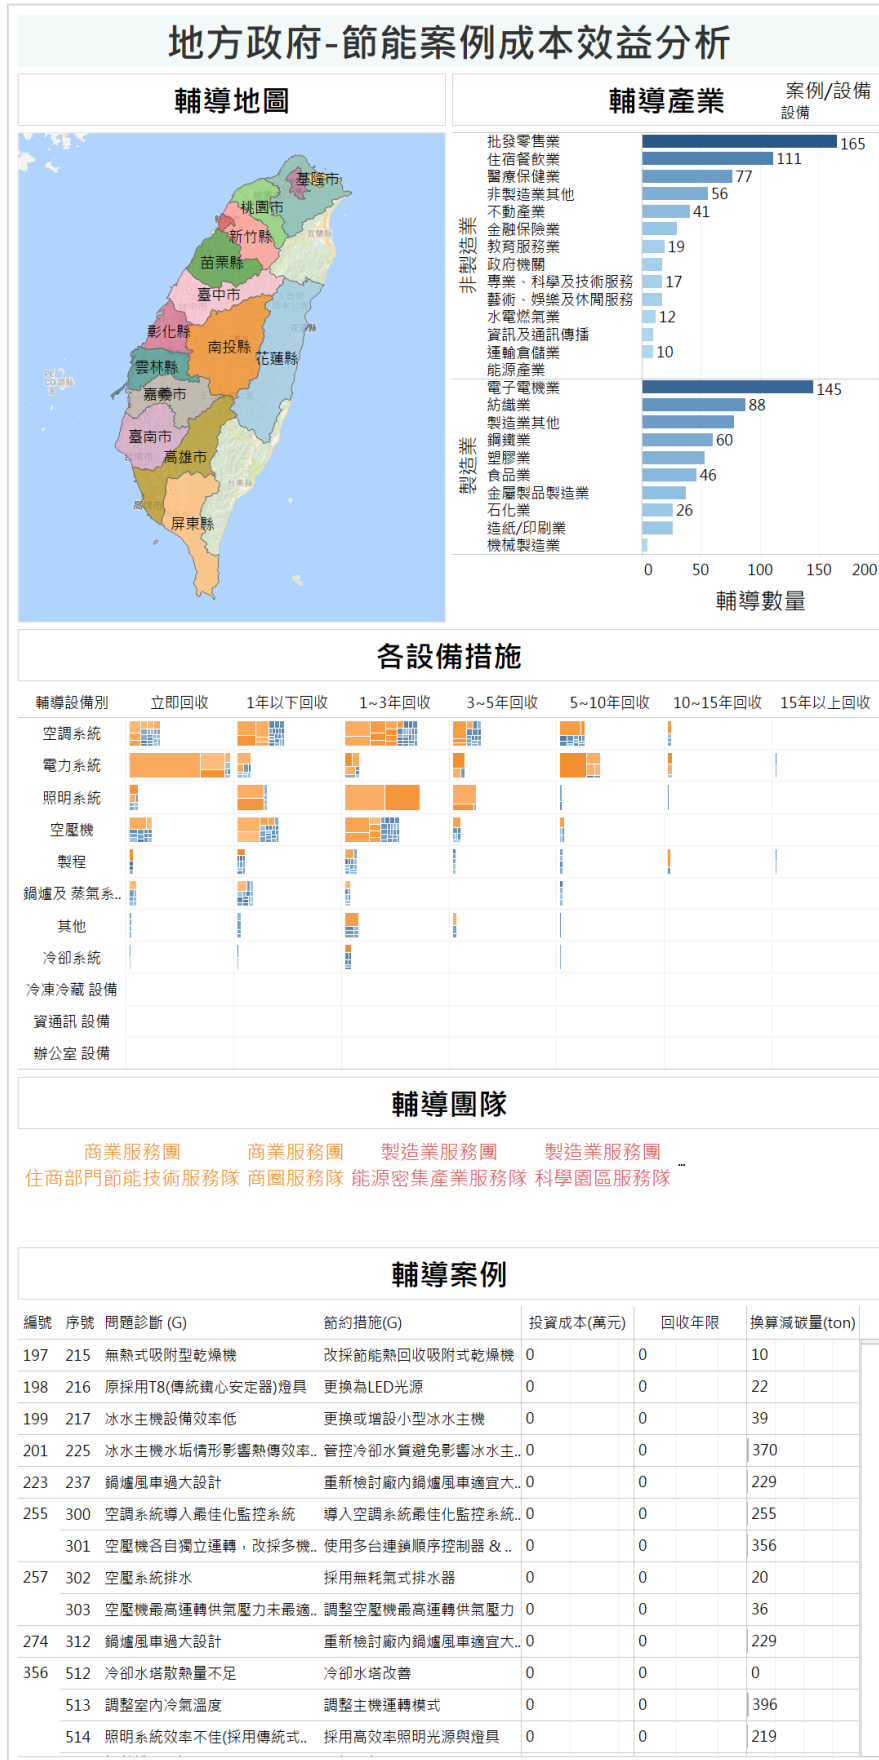 地方政府-節能案例成本效益分析
輔導地圖
輔導產業
案例/設備
設備
基隆市
桃園市
新竹縣
宜蘭縣
苗栗縣
臺中市
彰化縣
南投縣
花蓮縣
雲林縣
嘉義市
臺南市
高雄市
台東縣
屏東縣
非製造業
批發零售業 165
住宿餐飲業 111
醫療保健業 77
非製造業其他 56
不動產業 41
金融保險業
教育服務業 19
政府機關
專業、科學及技術服務 17
藝術、娛樂及休閒服務
水電燃氣業 12
資訊及通訊傳播
運輸倉儲業 10
能源產業
製造業
電子電機業 145
紡織業 88
製造業其他
鋼鐵業 60
塑膠業
食品業 46
金屬製品製造業
石化業 26
造紙/印刷業
機械製造業
0 50 100 150 200
輔導數量
各設備措施
輔導設備別 立即回收 1年以下回收 1~3年回收 3~5年回收 5~10年回收 10~15年回收 15年以上回收
空調系統
電力系統
照明系統
空壓機
製程
鍋爐及 蒸氣系..
其他
冷卻系統
冷凍冷藏 設備
資通訊 設備
辦公室 設備
輔導團隊
商業服務團 商業服務團 製造業服務團 製造業服務團
住商部門節能技術服務隊 商圈服務隊 能源密集產業服務隊 科學園區服務隊 ...
輔導案例
編號 序號 問題診斷 (G) 節約措施(G) 投資成本(萬元) 回收年限 換算減碳量(ton)
197 215 無熱式吸附型乾燥機 改採節能熱回收吸附式乾燥機 0 0 10
198 216 原採用T8(傳統鐵心安定器)燈具 更換為LED光源 0 0 22
199 217 冰水主機設備效率低 更換或增設小型冰水主機 0 0 39
201 225 冰水主機水垢情形影響熱傳效率.. 管控冷卻水質避免影響冰水主.. 0 0 370
223 237 鍋爐風車過大設計 重新檢討廠內鍋爐風車適宜大.. 0 0 229
255 300 空調系統導入最佳化監控系統 導入空調系統最佳化監控系統.. 0 0 255
301 空壓機各自獨立運轉，改採多機.. 使用多台連鎖順序控制器 & .. 0 0 356
257 302 空壓系統排水 採用無耗氣式排水器 0 0 20
303 空壓機最高運轉供氣壓力未最適.. 調整空壓機最高運轉供氣壓力 0 0 36
274 312 鍋爐風車過大設計 重新檢討廠內鍋爐風車適宜大.. 0 0 229
356 512 冷卻水塔散熱量不足 冷卻水塔改善 0 0 0
513 調整室內冷氣溫度 調整主機運轉模式 0 0 396
514 照明系統效率不佳(採用傳統式.. 採用高效率照明光源與燈具 0 0 219